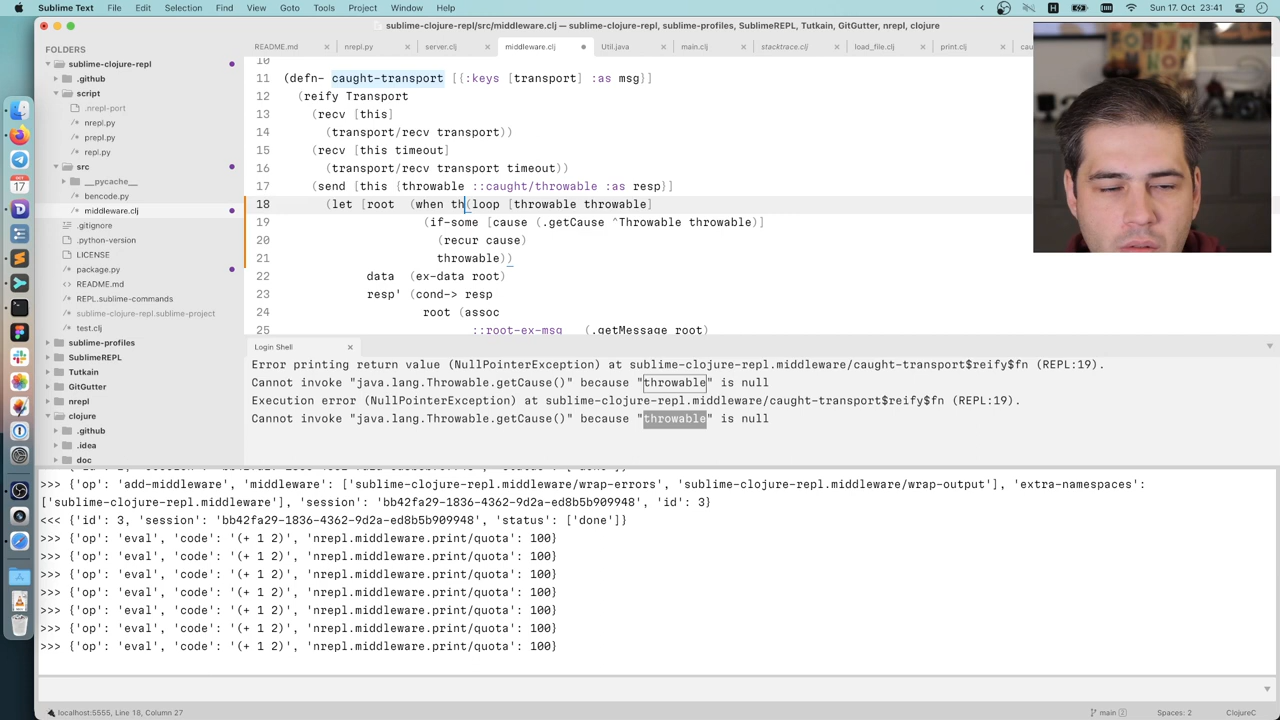 Sublime Text File Edit Selection Find View Goto Tools Project Window Help Sun 17. Oct 23:41
sublime-clojure-repl/src/middleware.clj — sublime-clojure-repl, sublime-profiles, SublimeREPL, Tutkain, GitGutter, nrepl, clojure
README.md nrepl.py server.clj middleware.clj Util.java main.clj stacktrace.clj load_file.clj print.clj
FOLDERS
sublime-clojure-repl
.github
script
.nrepl-port
nrepl.py
prepl.py
repl.py
src
__pycache__
bencode.py
middleware.clj
.gitignore
.python-version
LICENSE
package.py
README.md
REPL.sublime-commands
sublime-clojure-repl.sublime-project
test.clj
sublime-profiles
SublimeREPL
Tutkain
GitGutter
nrepl
clojure
.github
.idea
doc
10
11 (defn- caught-transport [{:keys [transport] :as msg}]
12 (reify Transport
13 (recv [this]
14 (transport/recv transport))
15 (recv [this timeout]
16 (transport/recv transport timeout))
17 (send [this {throwable ::caught/throwable :as resp}]
18 (let [root (when th(loop [throwable throwable]
19 (if-some [cause (.getCause ^Throwable throwable)]
20 (recur cause)
21 throwable))
22 data (ex-data root)
23 resp' (cond-> resp
24 root (assoc
25 ::root-ex-msg (.getMessage root)
Login Shell
Error printing return value (NullPointerException) at sublime-clojure-repl.middleware/caught-transport$reify$fn (REPL:19).
Cannot invoke "java.lang.Throwable.getCause()" because "throwable" is null
Execution error (NullPointerException) at sublime-clojure-repl.middleware/caught-transport$reify$fn (REPL:19).
Cannot invoke "java.lang.Throwable.getCause()" because "throwable" is null
>>> {'op': 'add-middleware', 'middleware': ['sublime-clojure-repl.middleware/wrap-errors', 'sublime-clojure-repl.middleware/wrap-output'], 'extra-namespaces':
['sublime-clojure-repl.middleware'], 'session': 'bb42fa29-1836-4362-9d2a-ed8b5b909948', 'id': 3}
<<< {'id': 3, 'session': 'bb42fa29-1836-4362-9d2a-ed8b5b909948', 'status': ['done']}
>>> {'op': 'eval', 'code': '(+ 1 2)', 'nrepl.middleware.print/quota': 100}
>>> {'op': 'eval', 'code': '(+ 1 2)', 'nrepl.middleware.print/quota': 100}
>>> {'op': 'eval', 'code': '(+ 1 2)', 'nrepl.middleware.print/quota': 100}
>>> {'op': 'eval', 'code': '(+ 1 2)', 'nrepl.middleware.print/quota': 100}
>>> {'op': 'eval', 'code': '(+ 1 2)', 'nrepl.middleware.print/quota': 100}
>>> {'op': 'eval', 'code': '(+ 1 2)', 'nrepl.middleware.print/quota': 100}
>>> {'op': 'eval', 'code': '(+ 1 2)', 'nrepl.middleware.print/quota': 100}
localhost:5555, Line 18, Column 27 main (2) Spaces: 2 ClojureC